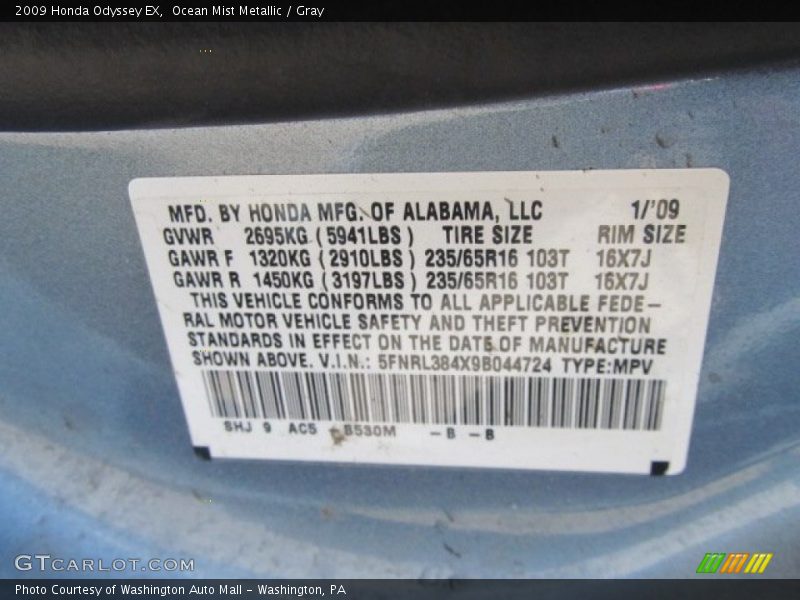 2009 Honda Odyssey EX,  Ocean Mist Metallic / Gray
MFD. BY HONDA MFG. OF ALABAMA, LLC 1/'09
GVWR 2695KG (5941LBS) TIRE SIZE RIM SIZE
GAWR F 1320KG (2910LBS) 235/65R16 103T 16X7J
GAWR R 1450KG (3197LBS) 235/65R16 103T 16X7J
THIS VEHICLE CONFORMS TO ALL APPLICABLE FEDE-
RAL MOTOR VEHICLE SAFETY AND THEFT PREVENTION
STANDARDS IN EFFECT ON THE DATE OF MANUFACTURE
SHOWN ABOVE. V.I.N.: 5FNRL384X9B044724 TYPE:MPV
SHJ 9 AC5 B530M - B - B
GTCARLOT.COM
Photo Courtesy of Washington Auto Mall - Washington, PA